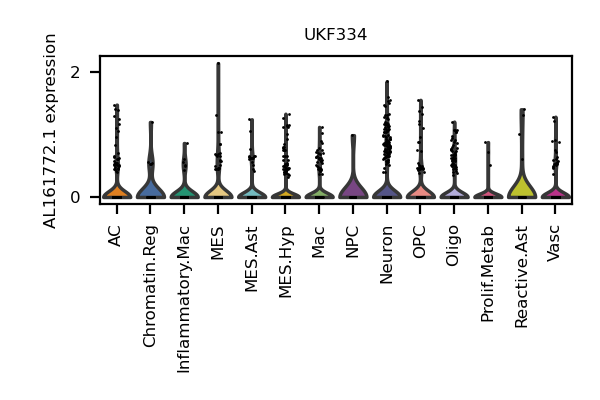 UKF334
AL161772.1 expression
2
0
AC
Chromatin.Reg
Inflammatory.Mac
MES
MES.Ast
MES.Hyp
Mac
NPC
Neuron
OPC
Oligo
Prolif.Metab
Reactive.Ast
Vasc